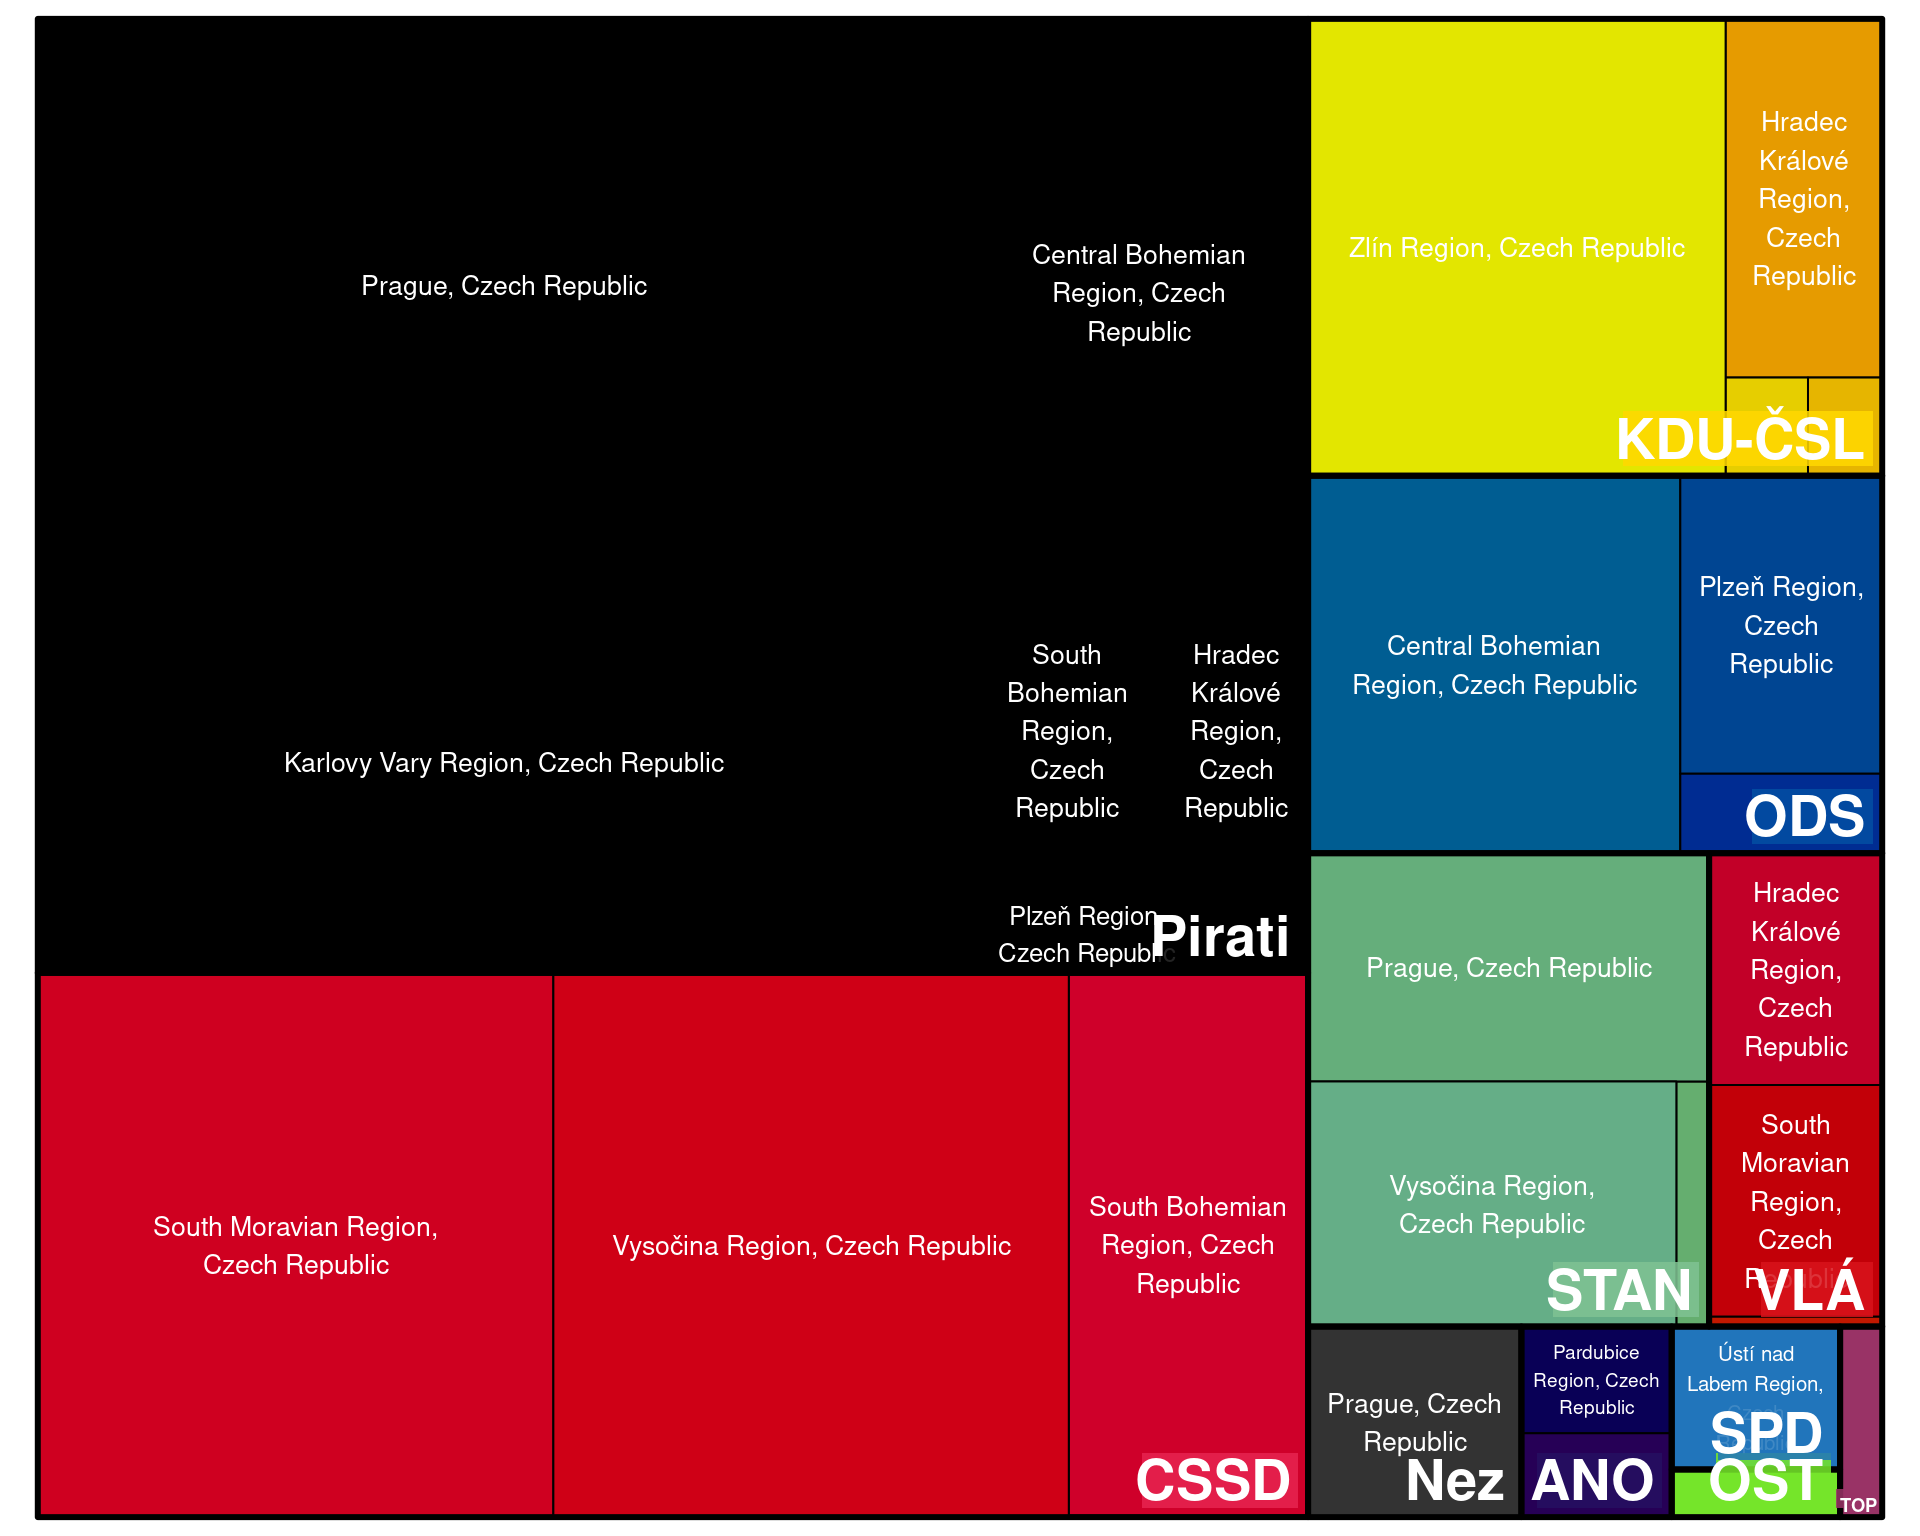 Prague, Czech Republic
Central Bohemian
Region, Czech
Republic
Karlovy Vary Region, Czech Republic
South
Bohemian
Region,
Czech
Republic
Hradec
Králové
Region,
Czech
Republic
Plzeň Region,
Czech Republic
Pirati
South Moravian Region,
Czech Republic
Vysočina Region, Czech Republic
South Bohemian
Region, Czech
Republic
CSSD
Zlín Region, Czech Republic
Hradec
Králové
Region,
Czech
Republic
KDU-ČSL
Central Bohemian
Region, Czech Republic
Plzeň Region,
Czech
Republic
ODS
Prague, Czech Republic
Vysočina Region,
Czech Republic
STAN
Hradec
Králové
Region,
Czech
Republic
South
Moravian
Region,
Czech
Republic
VLÁ
Prague, Czech
Republic
Nez
Pardubice
Region, Czech
Republic
ANO
Ústí nad
Labem Region,
Czech
Republic
SPD
OST
TOP